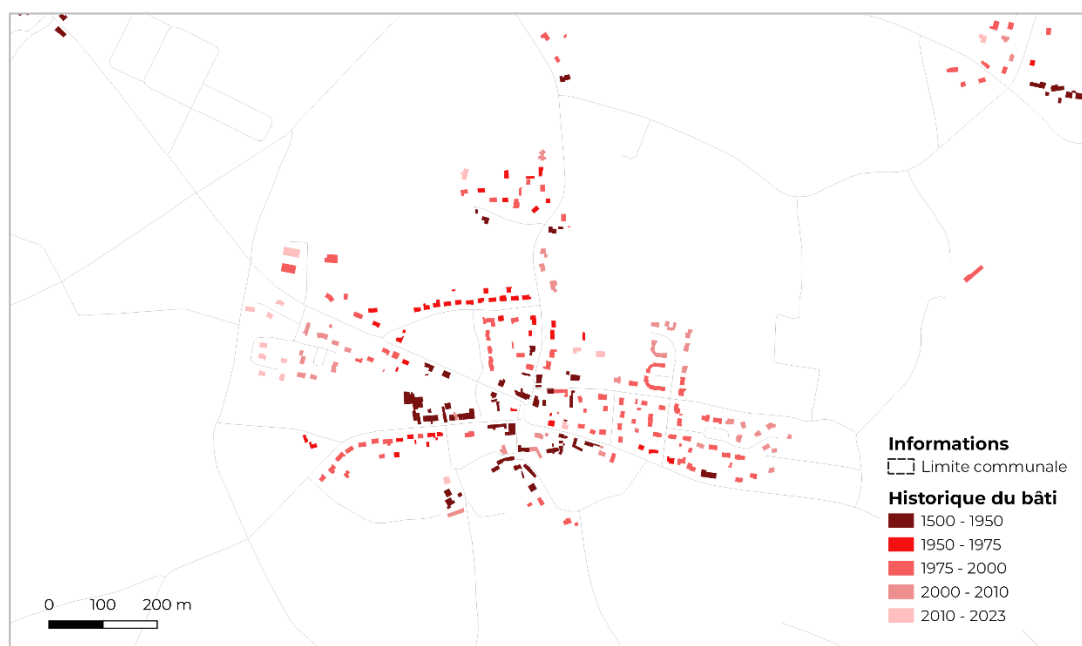 Informations
Limite communale
Historique du bâti
1500 - 1950
1950 - 1975
1975 - 2000
2000 - 2010
2010 - 2023
0 100 200 m